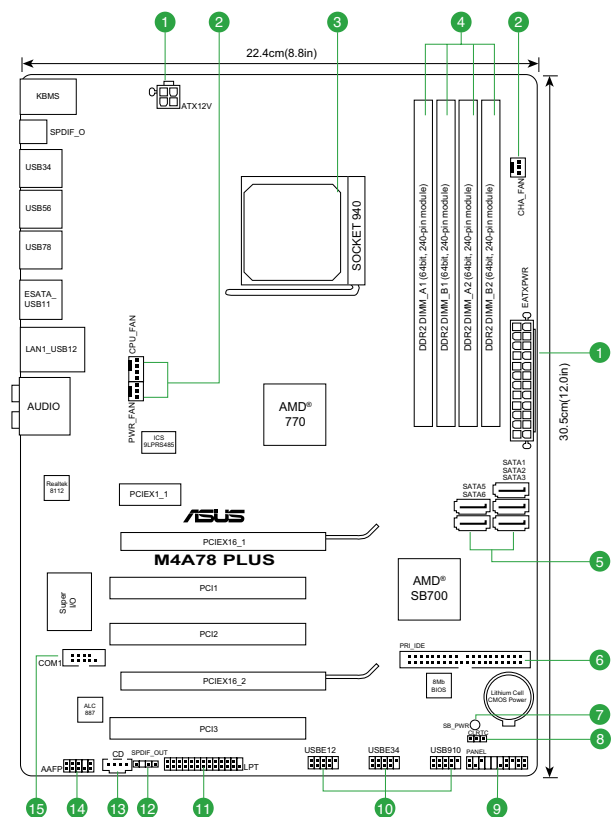 1
2
3
4
2
22.4cm(8.8in)
KBMS
ATX12V
SPDIF_O
USB34
USB56
USB78
ESATA_
USB11
LAN1_USB12
AUDIO
SOCKET 940
DDR2 DIMM_A1 (64bit, 240-pin module)
DDR2 DIMM_B1 (64bit, 240-pin module)
DDR2 DIMM_A2 (64bit, 240-pin module)
DDR2 DIMM_B2 (64bit, 240-pin module)
CHA_FAN
EATXPWR
1
30.5cm(12.0in)
CPU_FAN
PWR_FAN
2
ICS
9LPRS485
AMD®
770
Realtek
8112
PCIEX1_1
SATA1
SATA2
SATA3
SATA5
SATA6
5
ASUS
PCIEX16_1
M4A78 PLUS
PCI1
Super
I/O
AMD®
SB700
PCI2
15
COM1
PRI_IDE
6
PCIEX16_2
8Mb
BIOS
Lithium Cell
CMOS Power
ALC
887
SB_PWR
7
CLRTC
8
PCI3
AAFP
CD
SPDIF_OUT
LPT
USBE12
USBE34
USB910
PANEL
14
13
12
11
10
9